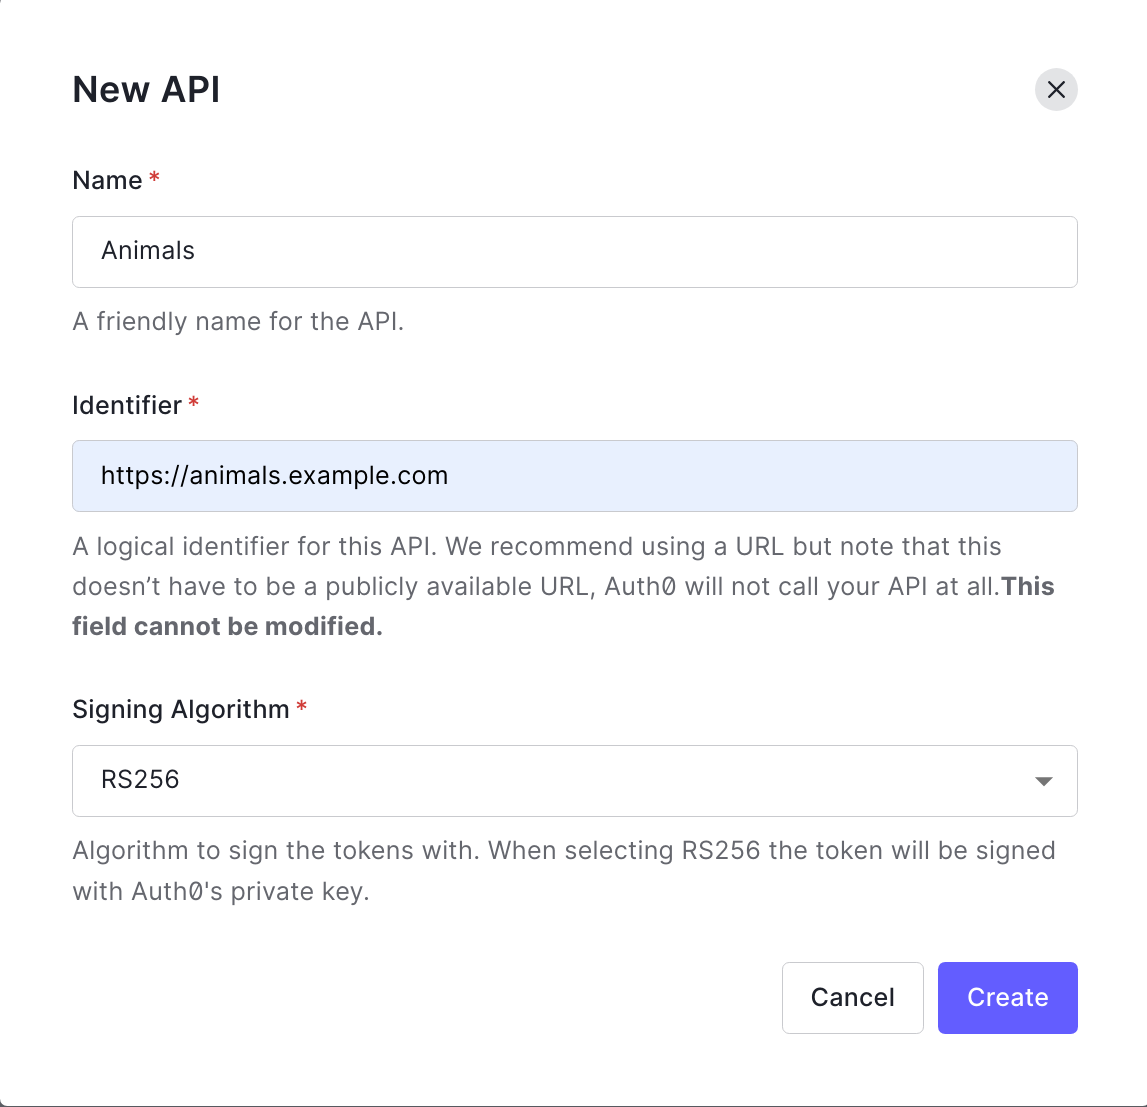 New API
Name *
Animals
A friendly name for the API.
Identifier *
https://animals.example.com
A logical identifier for this API. We recommend using a URL but note that this
doesn’t have to be a publicly available URL, Auth0 will not call your API at all.This
field cannot be modified.
Signing Algorithm *
RS256
Algorithm to sign the tokens with. When selecting RS256 the token will be signed
with Auth0's private key.
Cancel Create